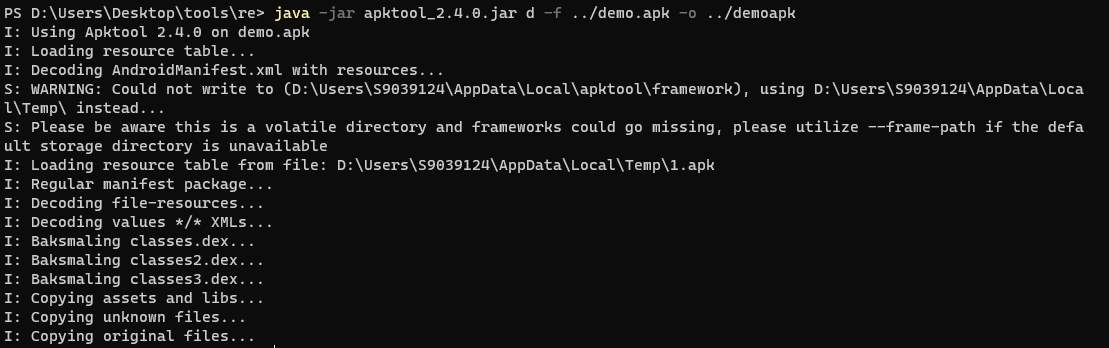 PS D:\Users\Desktop\tools\re> java -jar apktool_2.4.0.jar d -f ../demo.apk -o ../demoapk
I: Using Apktool 2.4.0 on demo.apk
I: Loading resource table...
I: Decoding AndroidManifest.xml with resources...
S: WARNING: Could not write to (D:\Users\S9039124\AppData\Local\apktool\framework), using D:\Users\S9039124\AppData\Loca
l\Temp\ instead...
S: Please be aware this is a volatile directory and frameworks could go missing, please utilize --frame-path if the defa
ult storage directory is unavailable
I: Loading resource table from file: D:\Users\S9039124\AppData\Local\Temp\1.apk
I: Regular manifest package...
I: Decoding file-resources...
I: Decoding values */* XMLs...
I: Baksmaling classes.dex...
I: Baksmaling classes2.dex...
I: Baksmaling classes3.dex...
I: Copying assets and libs...
I: Copying unknown files...
I: Copying original files...